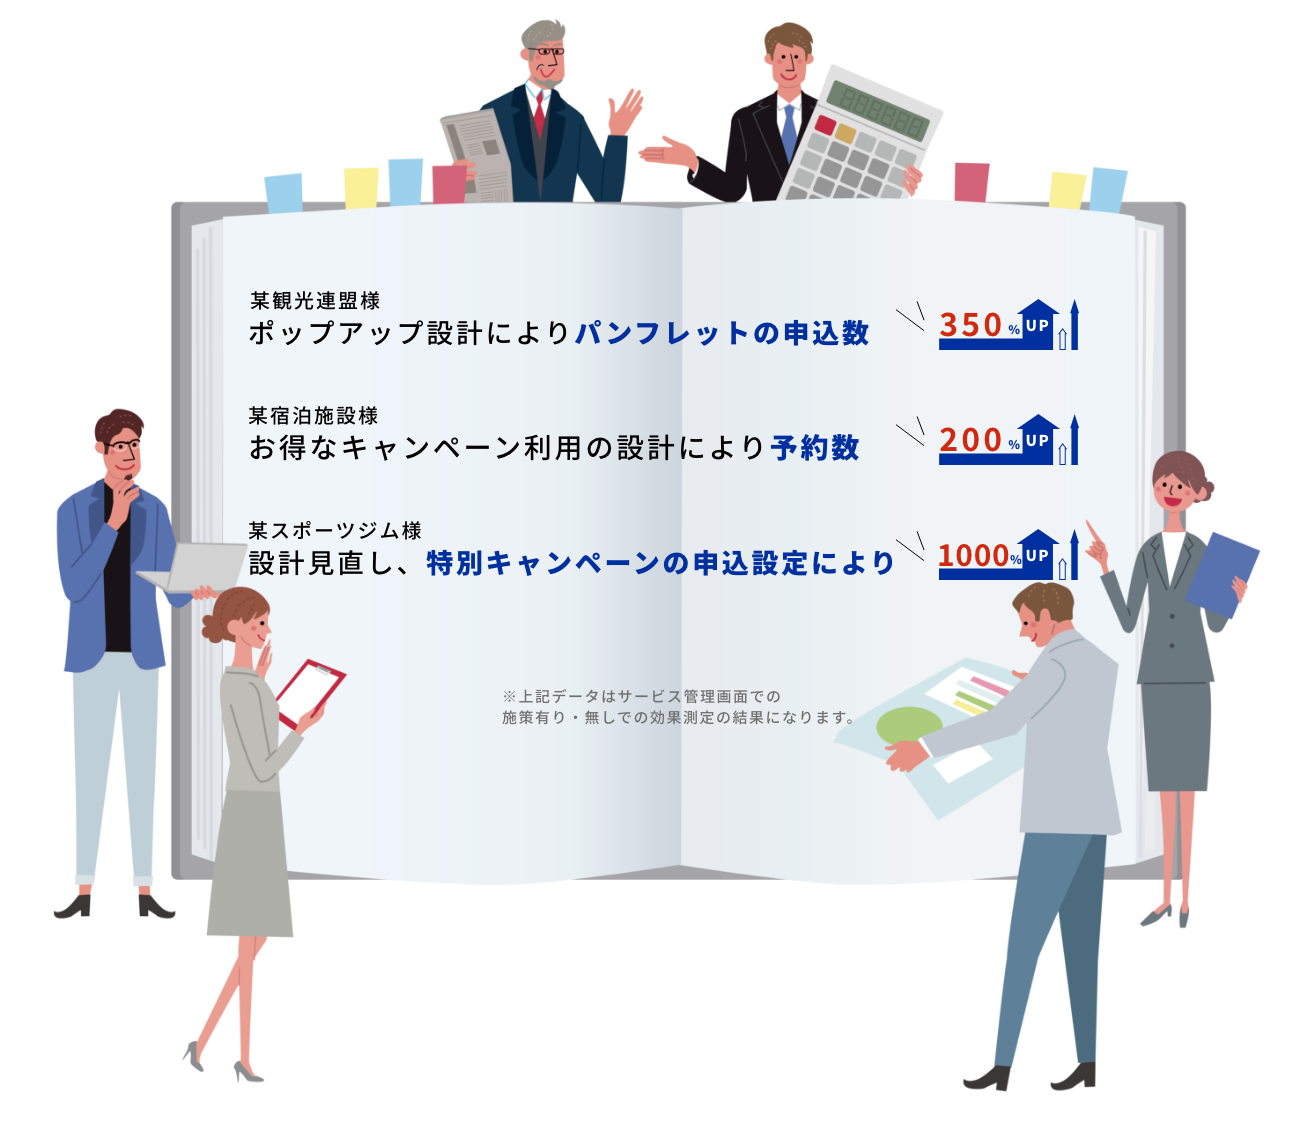 某観光連盟様
ポップアップ設計によりパンフレットの申込数
350% UP
某宿泊施設様
お得なキャンペーン利用の設計により予約数
200% UP
某スポーツジム様
設計見直し、特別キャンペーンの申込設定により
1000% UP
※上記データはサービス管理画面での
施策有り・無しでの効果測定の結果になります。